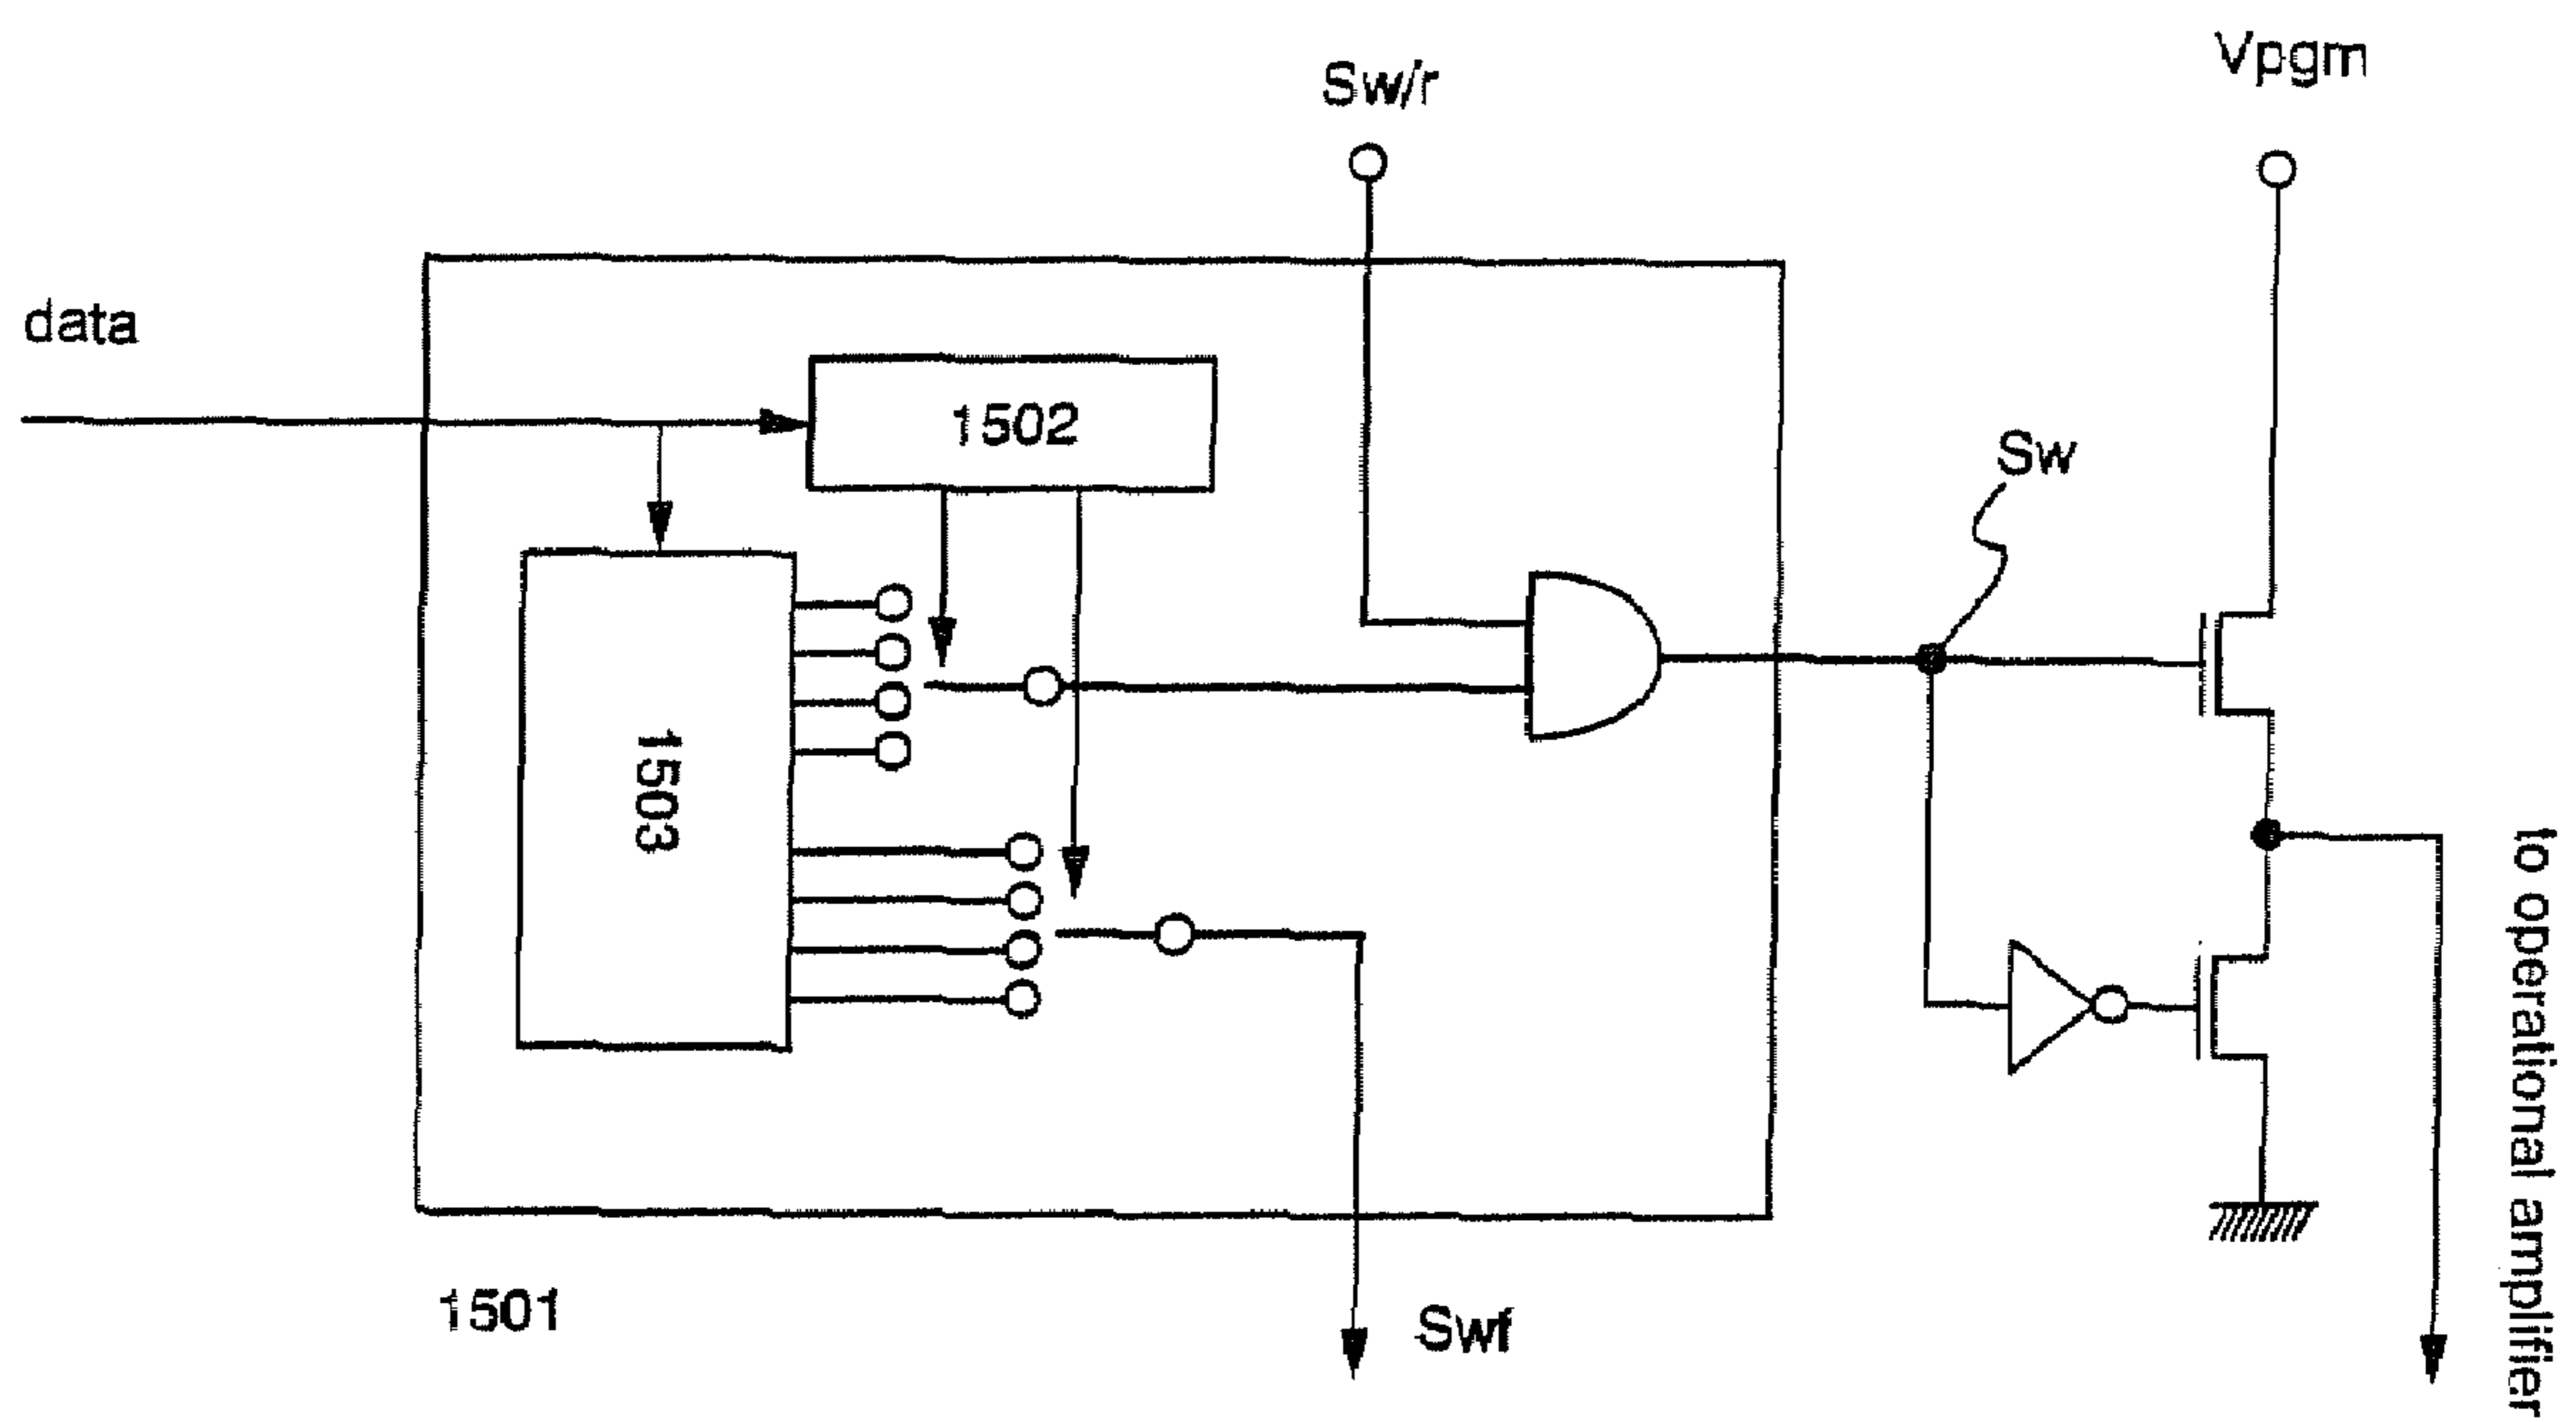 Vpgm
Sw/r
data
1502
Sw
1503
to operational amplifier
1501
Swf